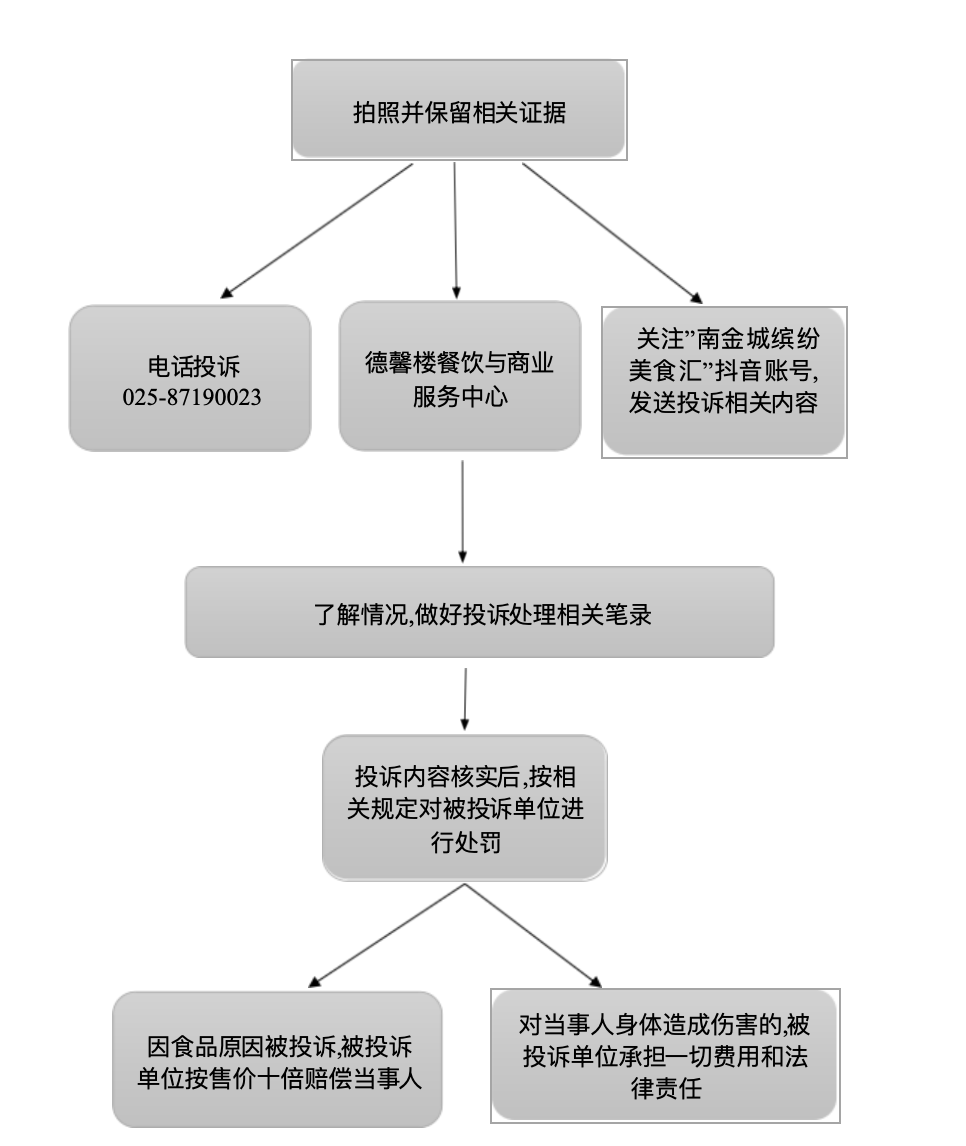 拍照并保留相关证据
电话投诉
025-87190023
德馨楼餐饮与商业
服务中心
关注”南金城缤纷
美食汇”抖音账号,
发送投诉相关内容
了解情况,做好投诉处理相关笔录
投诉内容核实后,按相
关规定对被投诉单位进
行处罚
因食品原因被投诉,被投诉
单位按售价十倍赔偿当事人
对当事人身体造成伤害的,被
投诉单位承担一切费用和法
律责任